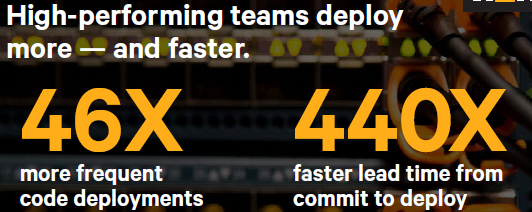 High-performing teams deploy
more — and faster.
46X
more frequent
code deployments
440X
faster lead time from
commit to deploy